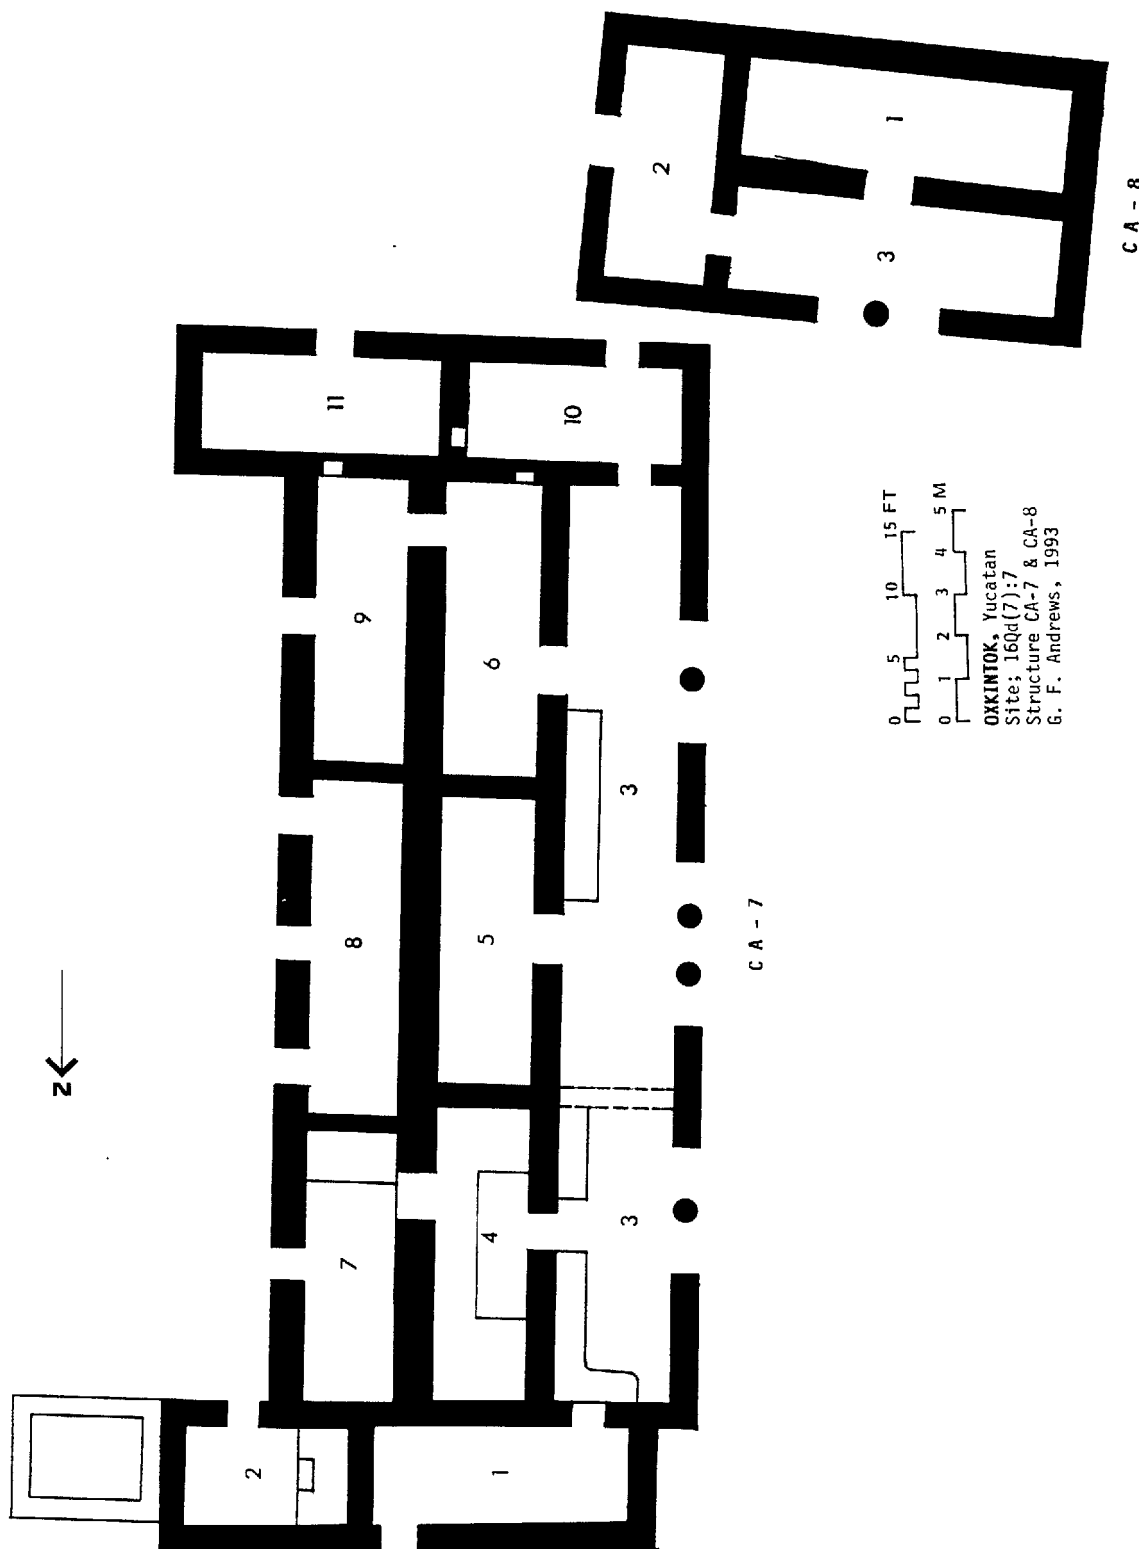 N
1
2
3
C A - 8
11
10
9
6
3
8
5
C A - 7
7
4
3
2
1
0 5 10 15 FT
0 1 2 3 4 5 M
OXKINTOK, Yucatan
Site; 16Qd(7):7
Structure CA-7 & CA-8
G. F. Andrews, 1993